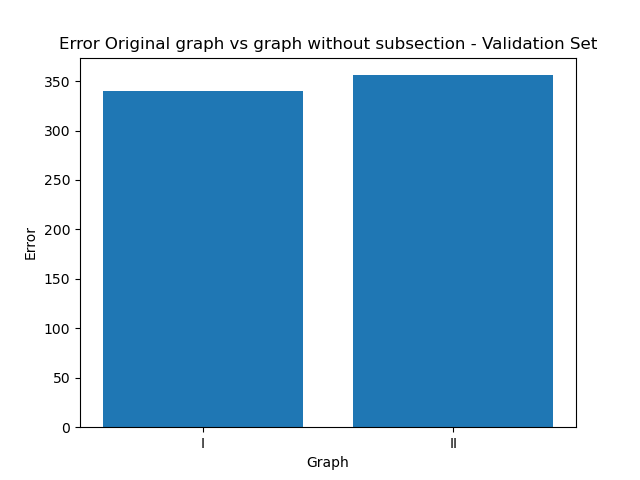 Error Original graph vs graph without subsection - Validation Set
350
300
250
200
150
100
50
0
Error
I
II
Graph